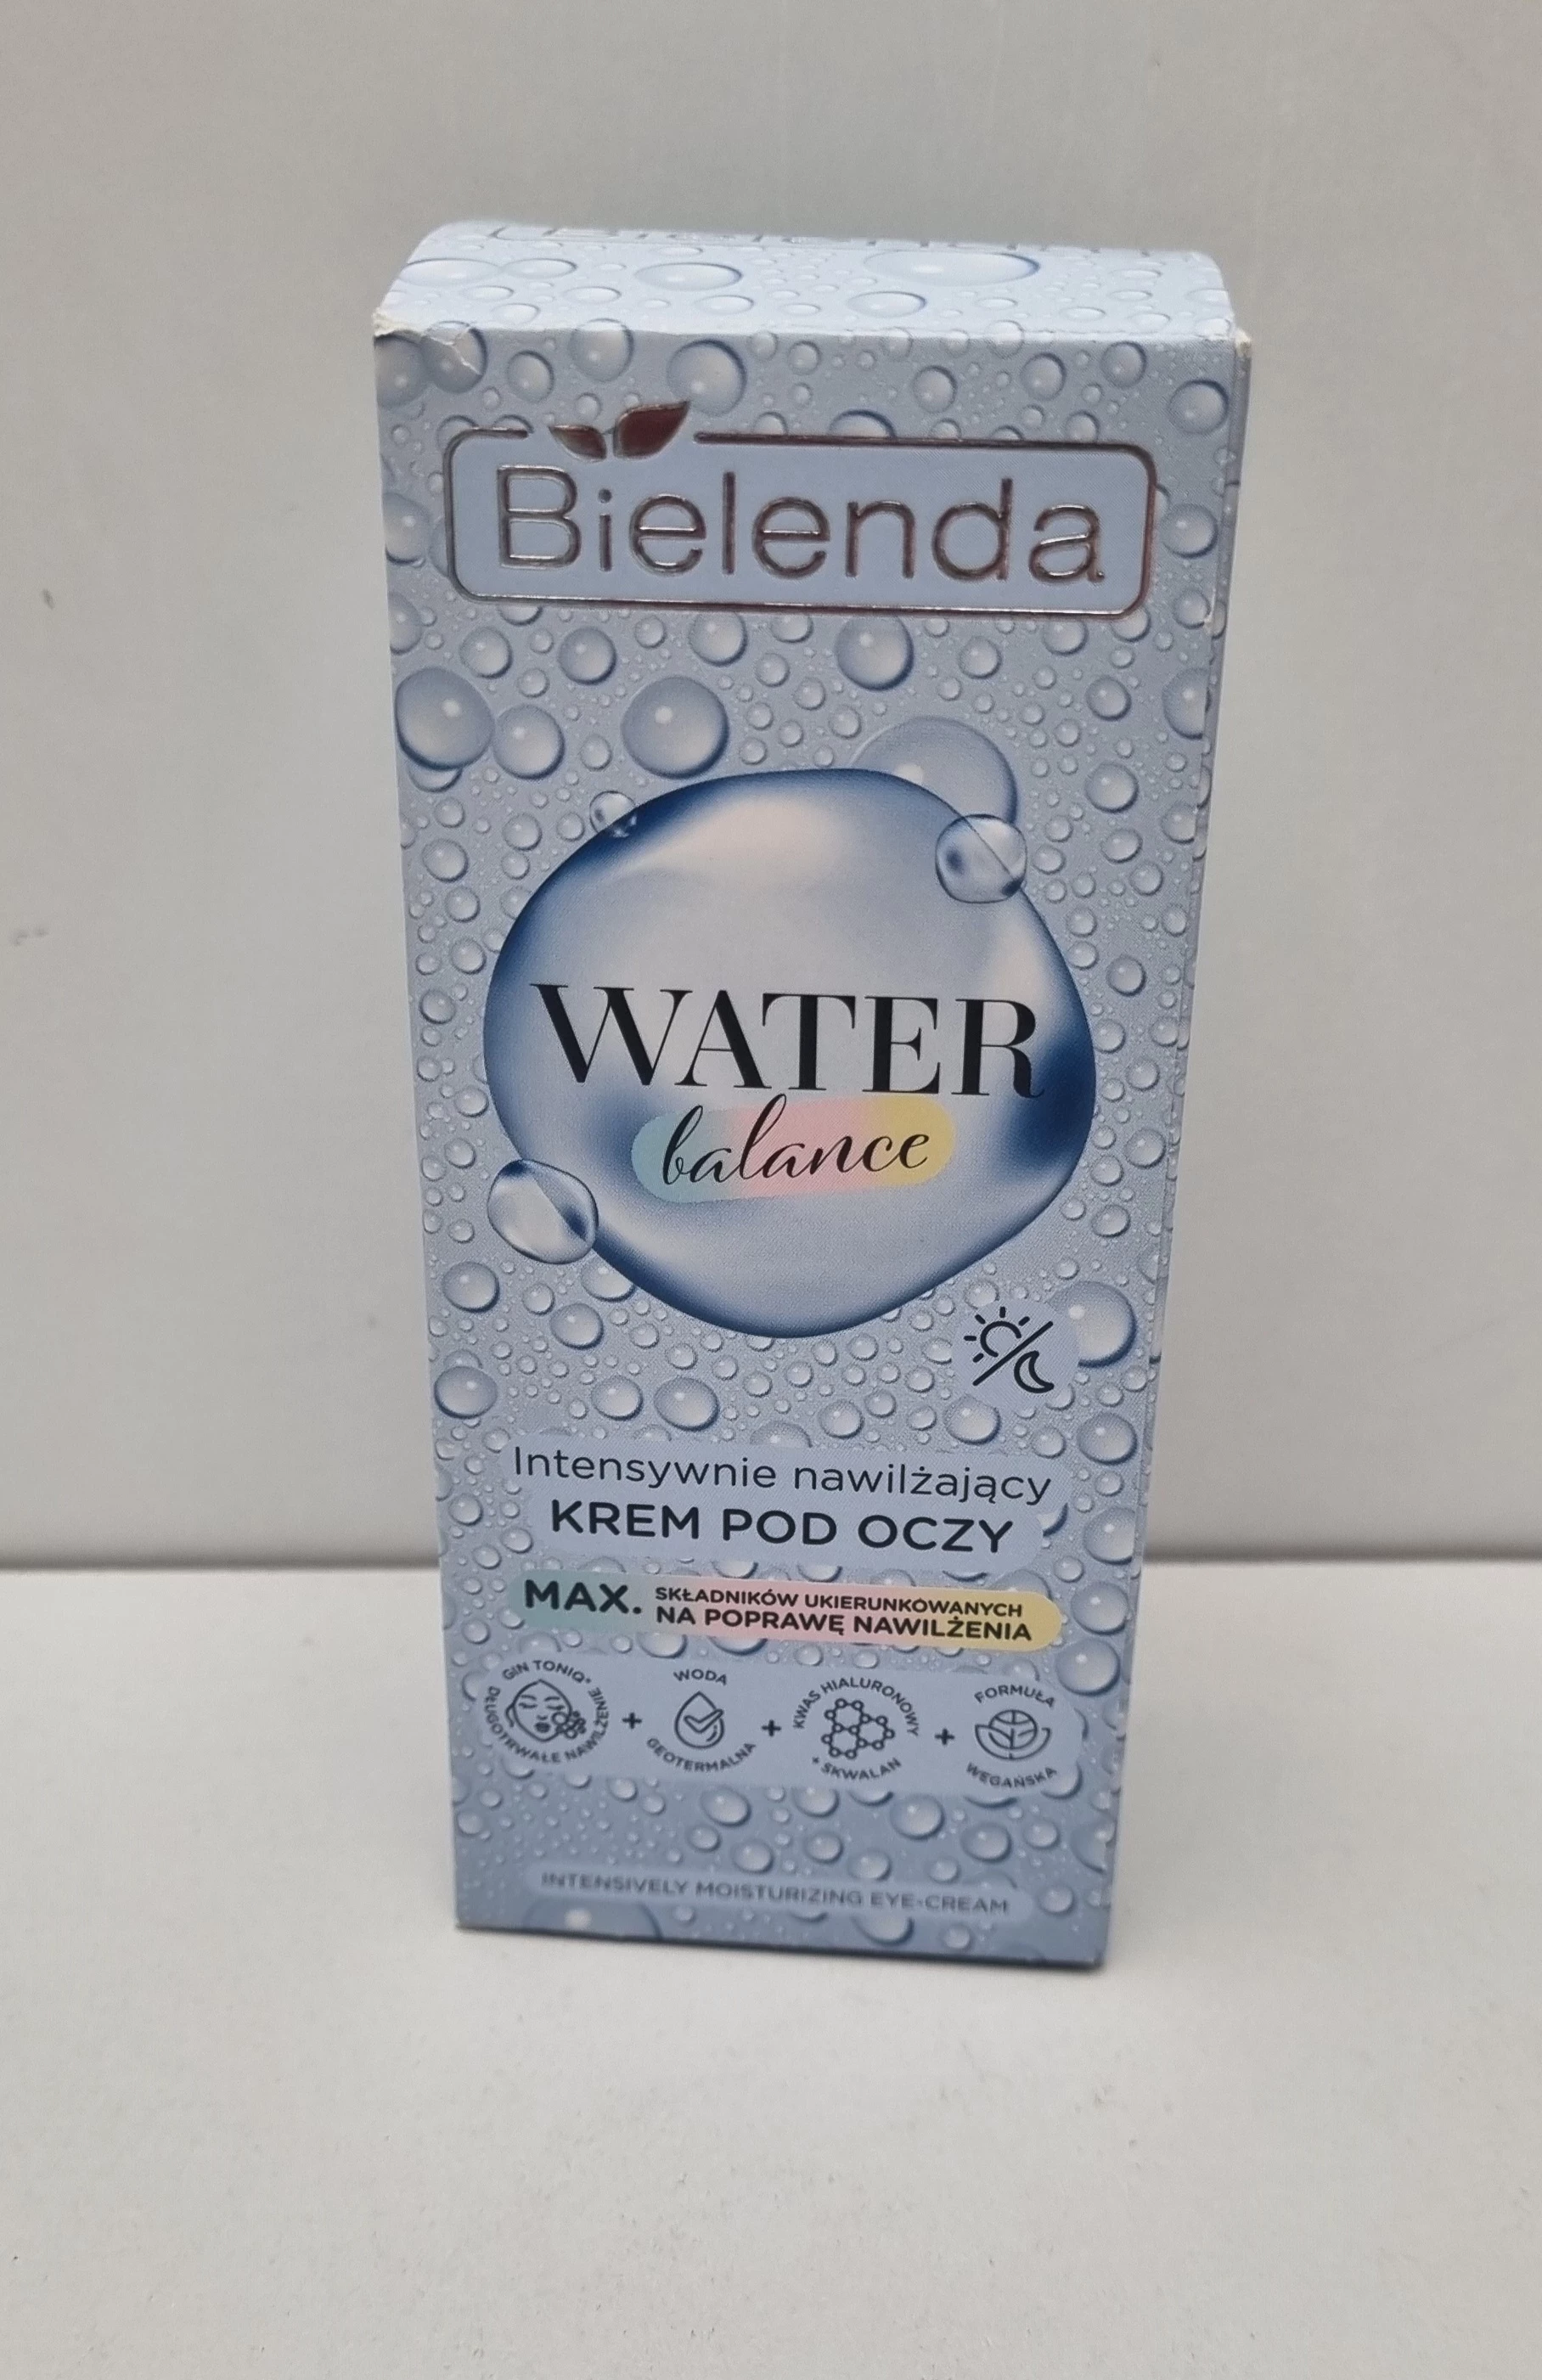 Bielenda
WATER
balance
Intensywnie nawilżający
KREM POD OCZY
MAX. SKŁADNIKÓW UKIERUNKOWANYCH
NA POPRAWĘ NAWILŻENIA
GIN TONIQ*
DŁUGOTRWAŁE NAWILŻENIE
+
WODA
GEOTERMALNA
+
KWAS HIALURONOWY
+ SKWALAN
+
FORMUŁA
WEGAŃSKA
INTENSIVELY MOISTURIZING EYE-CREAM